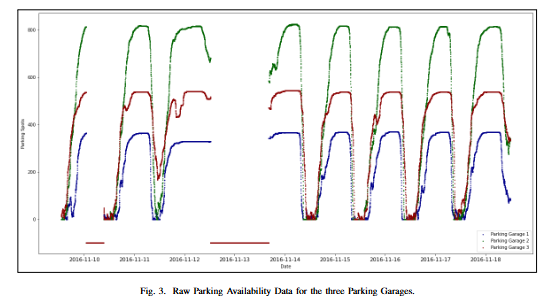 800
600
400
200
0
Parking Spots
2016-11-10 2016-11-11 2016-11-12 2016-11-13 2016-11-14 2016-11-15 2016-11-16 2016-11-17 2016-11-18
Date
Parking Garage 1
Parking Garage 2
Parking Garage 3
Fig. 3. Raw Parking Availability Data for the three Parking Garages.